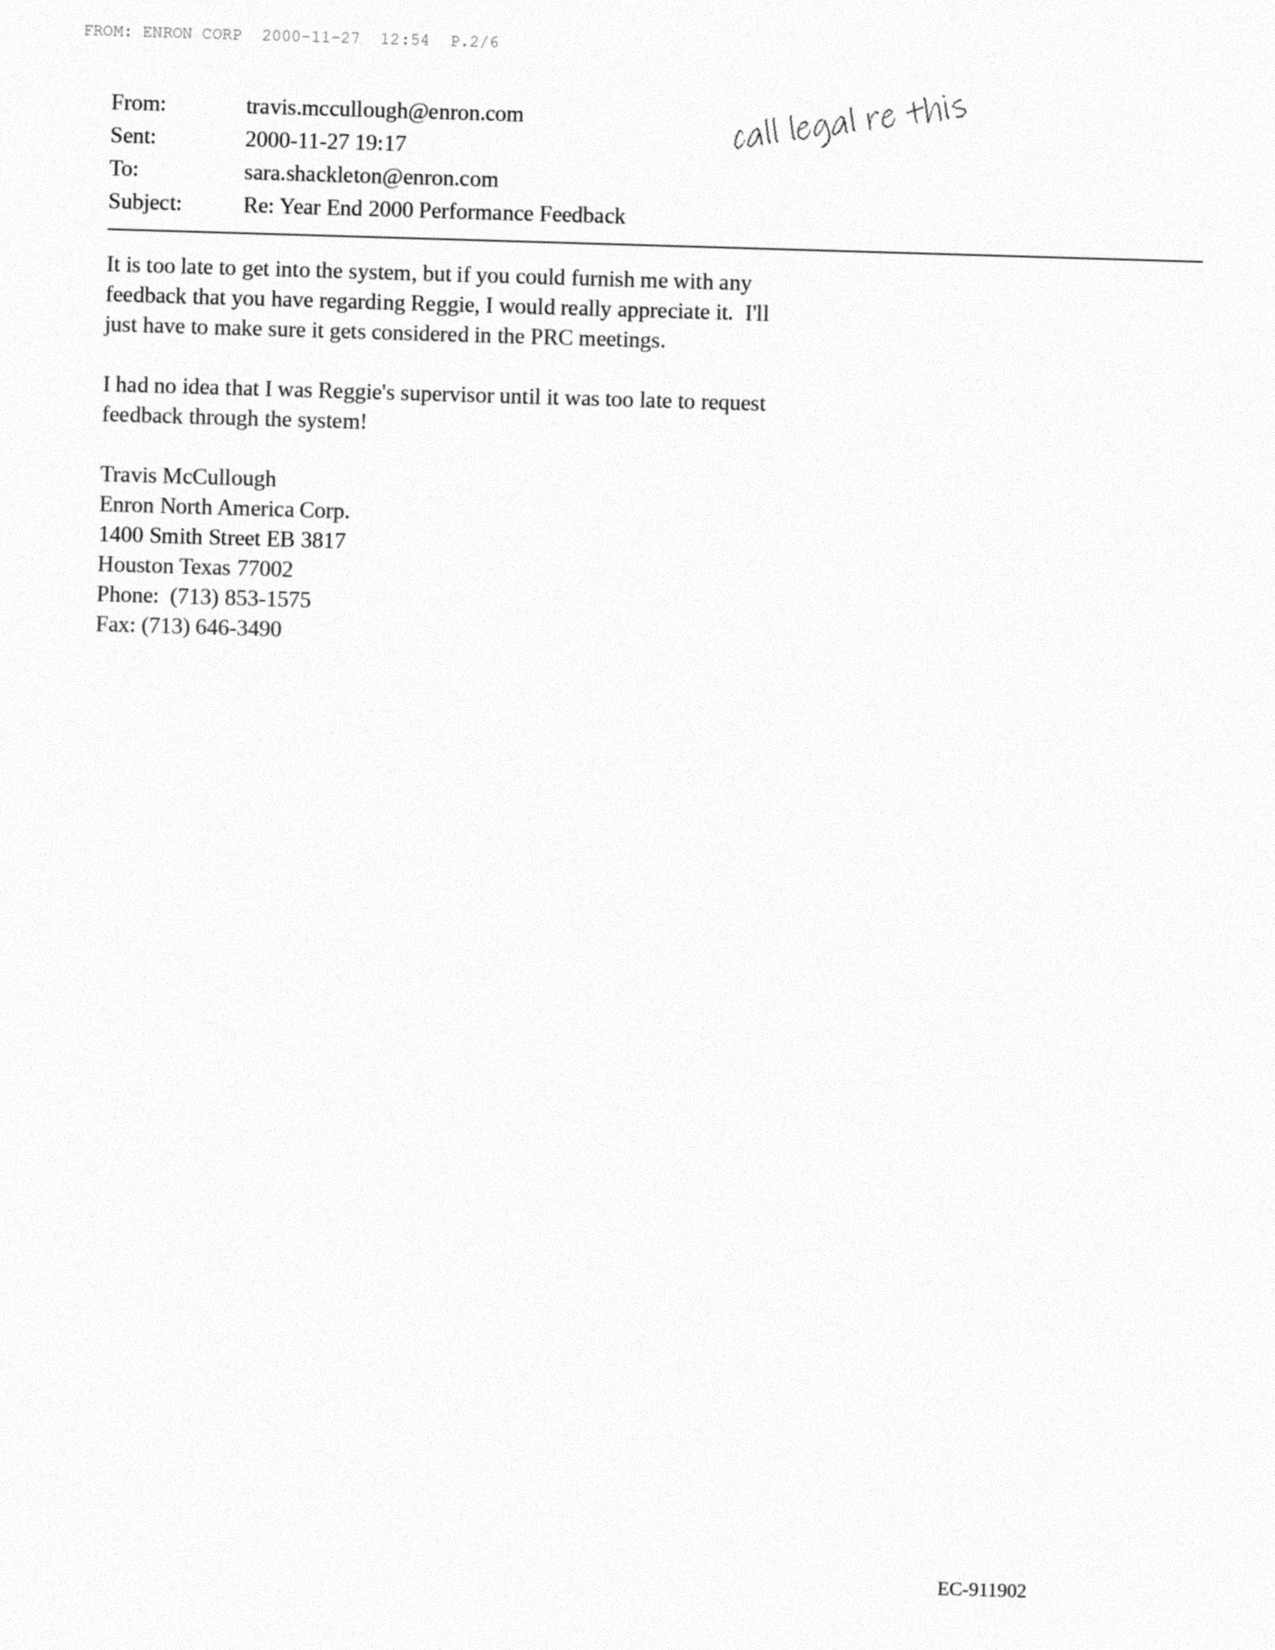 FROM: ENRON CORP 2000-11-27 12:54 P.2/6
call legal re this
From: travis.mccullough@enron.com
Sent: 2000-11-27 19:17
To: sara.shackleton@enron.com
Subject: Re: Year End 2000 Performance Feedback
It is too late to get into the system, but if you could furnish me with any
feedback that you have regarding Reggie, I would really appreciate it.  I'll
just have to make sure it gets considered in the PRC meetings.
I had no idea that I was Reggie's supervisor until it was too late to request
feedback through the system!
Travis McCullough
Enron North America Corp.
1400 Smith Street EB 3817
Houston Texas 77002
Phone:  (713) 853-1575
Fax: (713) 646-3490
EC-911902